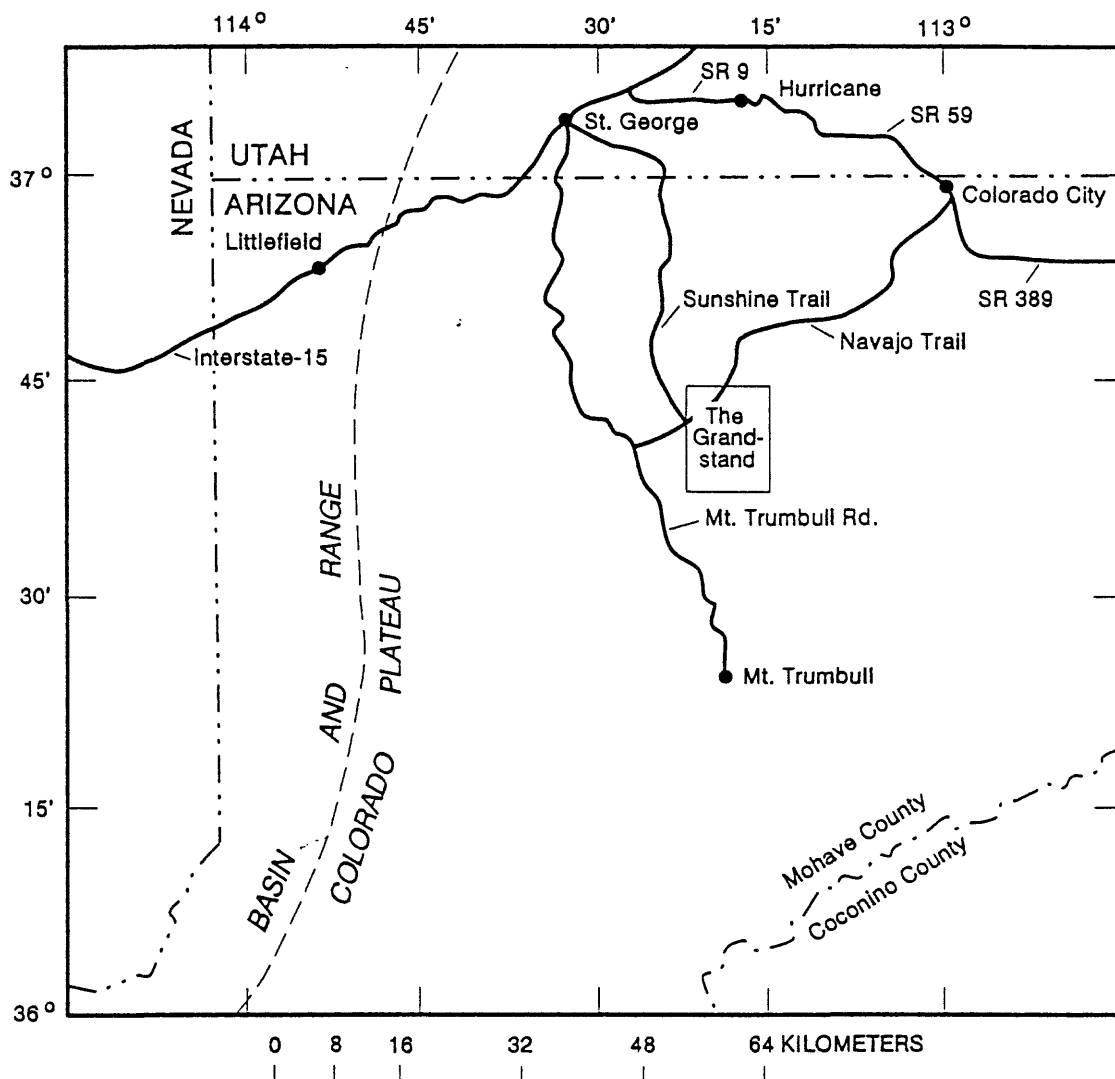 114°
45'
30'
15'
113°
SR 9
Hurricane
SR 59
St. George
NEVADA
UTAH
37°
ARIZONA
Colorado City
Littlefield
SR 389
Sunshine Trail
Navajo Trail
Interstate-15
45'
The
Grand-
stand
Mt. Trumbull Rd.
BASIN AND RANGE
COLORADO PLATEAU
30'
Mt. Trumbull
15'
Mohave County
Coconino County
36°
0 8 16 32 48 64 KILOMETERS